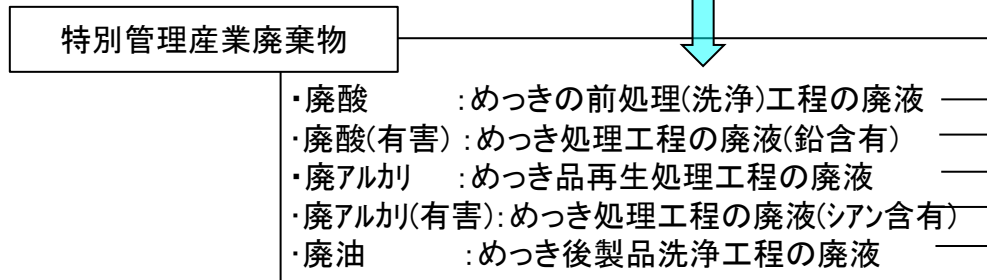 特別管理産業廃棄物
・廃酸　　　:めっきの前処理(洗浄)工程の廃液
・廃酸(有害):めっき処理工程の廃液(鉛含有)
・廃ｱﾙｶﾘ　　:めっき品再生処理工程の廃液
・廃ｱﾙｶﾘ(有害):めっき処理工程の廃液(ｼｱﾝ含有)
・廃油　　　:めっき後製品洗浄工程の廃液